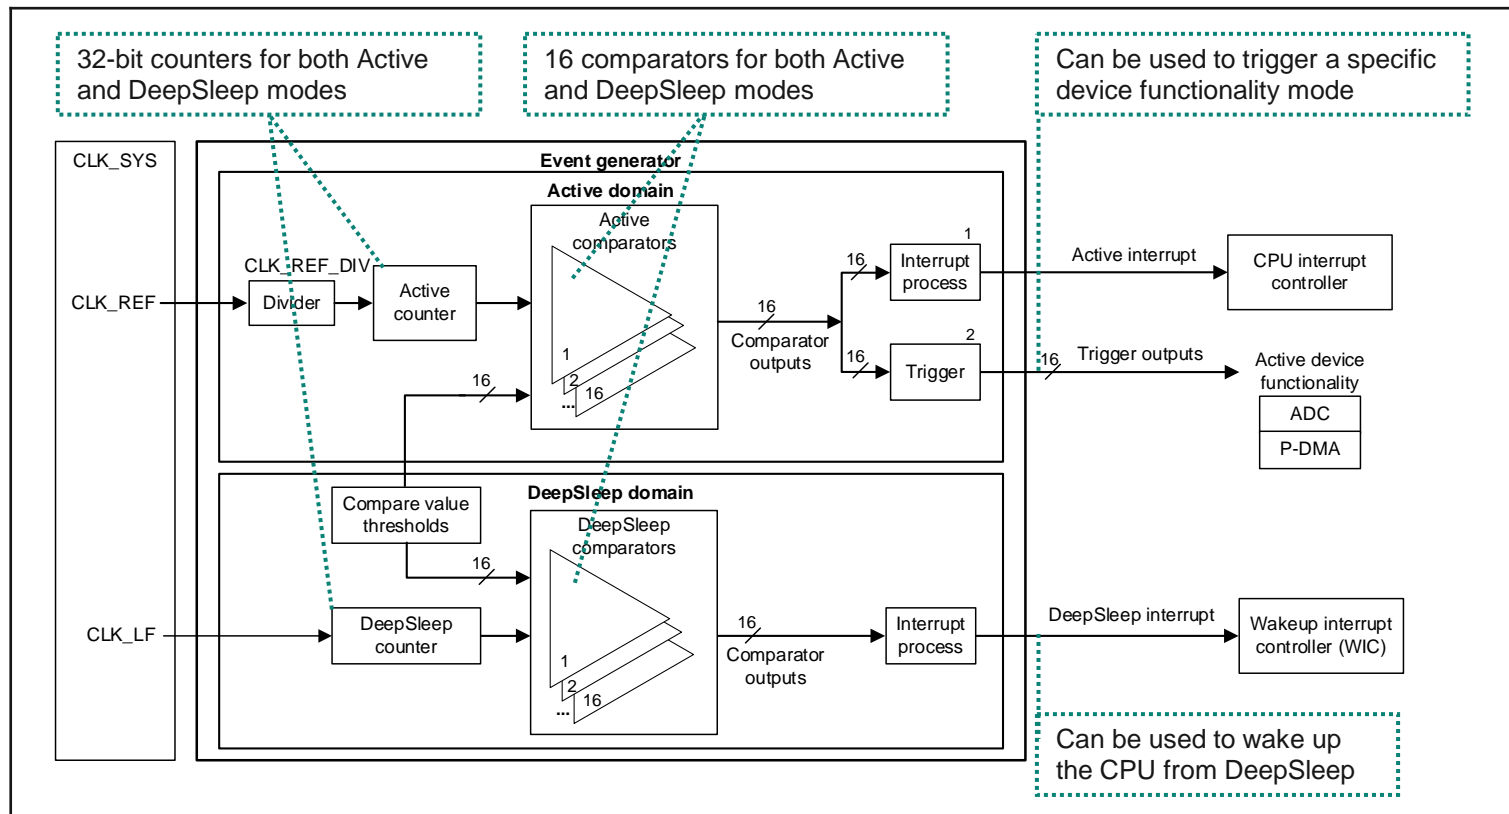 32-bit counters for both Active
and DeepSleep modes
16 comparators for both Active
and DeepSleep modes
Can be used to trigger a specific
device functionality mode
CLK_SYS
Event generator
Active domain
Active
comparators
CLK_REF_DIV
CLK_REF
Divider
Active
counter
1
2
16
...
16
16
Comparator
outputs
16
16
1
Interrupt
process
2
Trigger
Active interrupt
CPU interrupt
controller
16
Trigger outputs
Active device
functionality
ADC
P-DMA
DeepSleep domain
Compare value
thresholds
DeepSleep
comparators
16
1
2
16
...
CLK_LF
DeepSleep
counter
16
Comparator
outputs
Interrupt
process
DeepSleep interrupt
Wakeup interrupt
controller (WIC)
Can be used to wake up
the CPU from DeepSleep